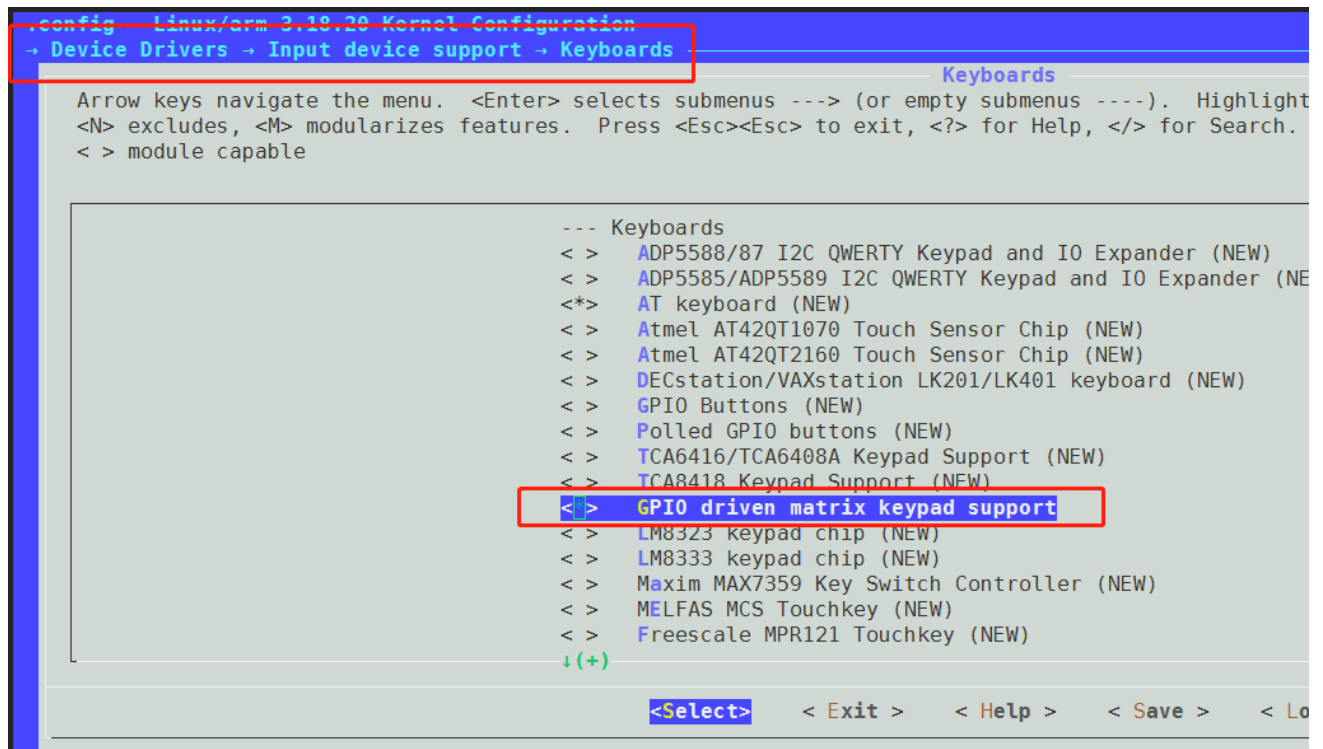 .config - Linux/arm 3.18.20 Kernel Configuration
→ Device Drivers → Input device support → Keyboards
Keyboards
Arrow keys navigate the menu.  <Enter> selects submenus ---> (or empty submenus ----).  Highlight
<N> excludes, <M> modularizes features.  Press <Esc><Esc> to exit, <?> for Help, </> for Search.
< > module capable
--- Keyboards
< >   ADP5588/87 I2C QWERTY Keypad and IO Expander (NEW)
< >   ADP5585/ADP5589 I2C QWERTY Keypad and IO Expander (NE
<*>   AT keyboard (NEW)
< >   Atmel AT42QT1070 Touch Sensor Chip (NEW)
< >   Atmel AT42QT2160 Touch Sensor Chip (NEW)
< >   DECstation/VAXstation LK201/LK401 keyboard (NEW)
< >   GPIO Buttons (NEW)
< >   Polled GPIO buttons (NEW)
< >   TCA6416/TCA6408A Keypad Support (NEW)
< >   TCA8418 Keypad Support (NEW)
<*>   GPIO driven matrix keypad support
< >   LM8323 keypad chip (NEW)
< >   LM8333 keypad chip (NEW)
< >   Maxim MAX7359 Key Switch Controller (NEW)
< >   MELFAS MCS Touchkey (NEW)
< >   Freescale MPR121 Touchkey (NEW)
↓(+)
<Select>    < Exit >    < Help >    < Save >    < Lo